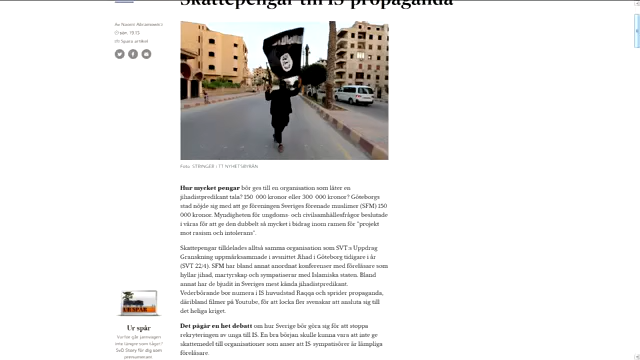 Skattepengar till IS-propaganda
Av Naomi Abramowicz
Spara artikel
Foto: STRINGER / TT NYHETSBYRÅN
Hur mycket pengar bör ges till en organisation som låter en
jihadistpredikant tala? 150 000 kronor eller 300 000 kronor? Göteborgs
stad nöjde sig med att ge föreningen Sveriges förenade muslimer (SFM) 150
000 kronor. Myndigheten för ungdoms- och civilsamhällesfrågor beslutade
i våras för att ge den dubbelt så mycket i bidrag inom ramen för "projekt
mot rasism och intolerans".
Skattepengar tilldelades alltså samma organisation som SVT:s Uppdrag
Granskning uppmärksammade i avsnittet Jihad i Göteborg tidigare i år
(SVT 22/4). SFM har bland annat anordnat konferenser med föreläsare som
hyllar jihad, martyrskap och sympatiserar med Islamiska staten. Bland
annat har de bjudit in Sveriges mest kända jihadistpredikant.
Vederbörande bor numera i IS huvudstad Raqqa och sprider propaganda,
däribland filmer på Youtube, för att locka fler svenskar att ansluta sig till
det heliga kriget.
Det pågår en het debatt om hur Sverige bör göra sig för att stoppa
rekryteringen av unga till IS. En bra början skulle kunna vara att inte ge
skattemedel till organisationer som anser att IS-sympatisörer är lämpliga
föreläsare.
UR SPÅR
Ur spår